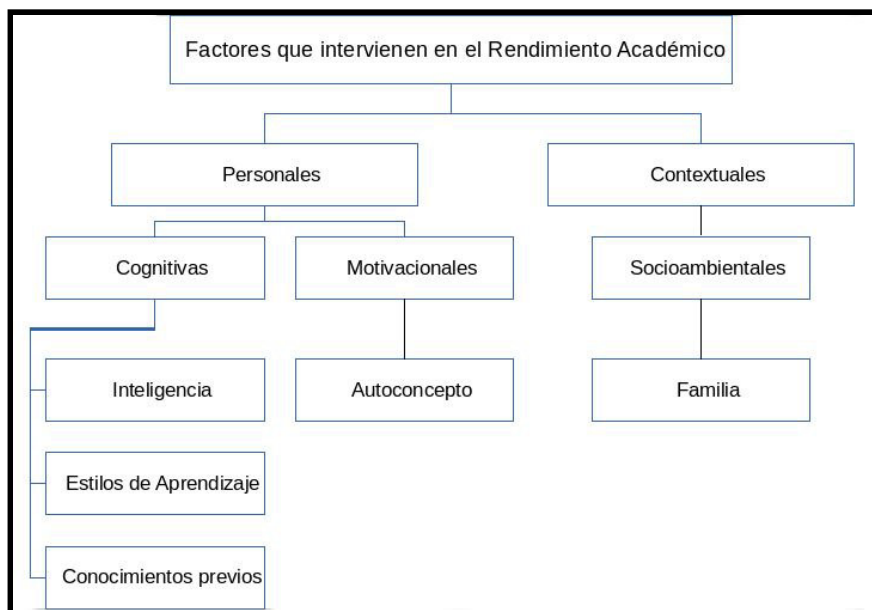 Factores que intervienen en el Rendimiento Académico
Personales
Contextuales
Cognitivas
Motivacionales
Socioambientales
Inteligencia
Autoconcepto
Familia
Estilos de Aprendizaje
Conocimientos previos